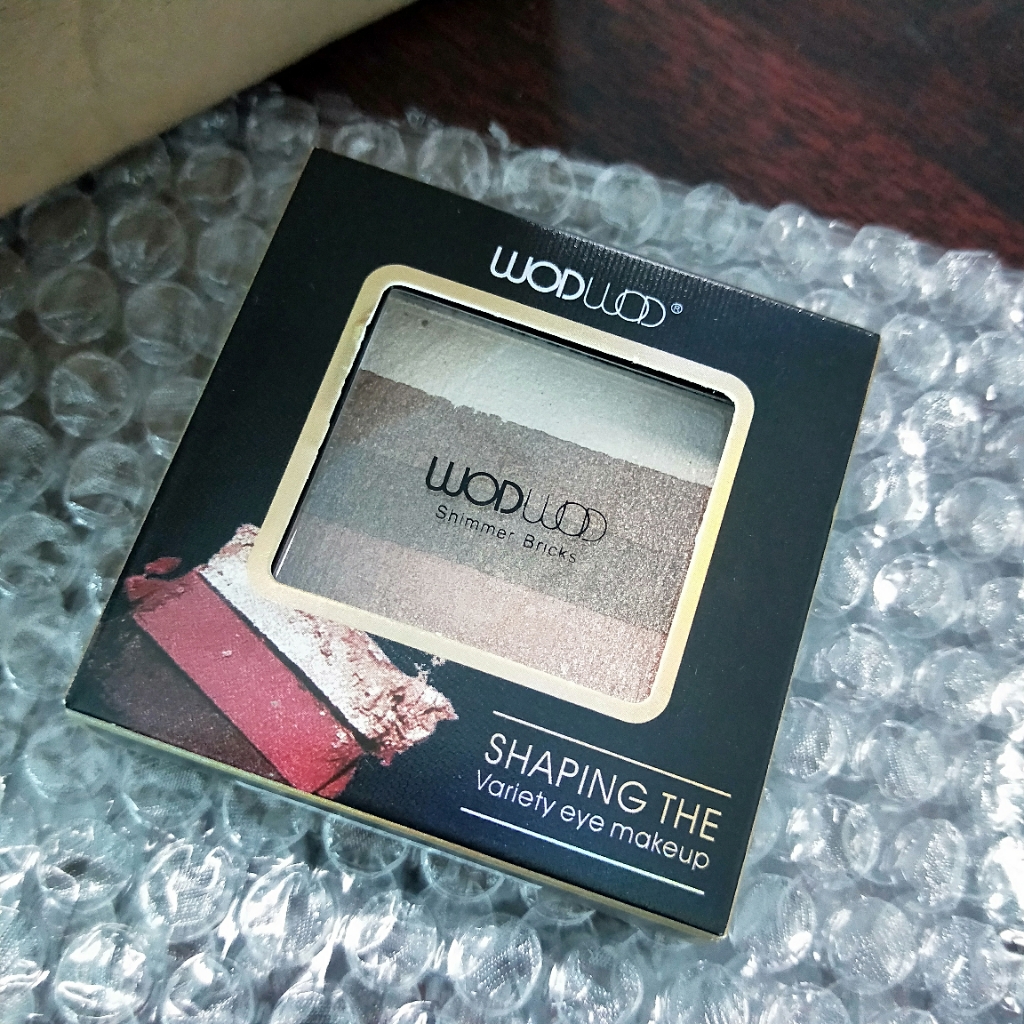 WODWOD®
WODWOD
Shimmer Bricks
SHAPING THE
Variety eye makeup